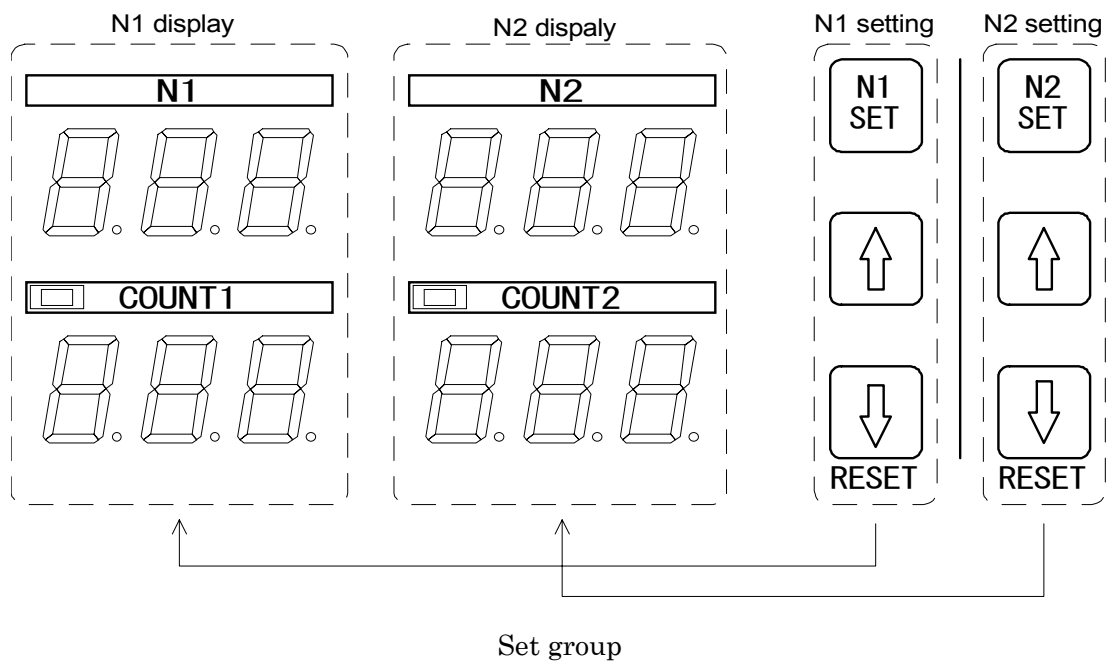 N1 display
N2 dispaly
N1 setting
N2 setting
N1
N2
N1
SET
N2
SET
COUNT1
COUNT2
RESET
RESET
Set group